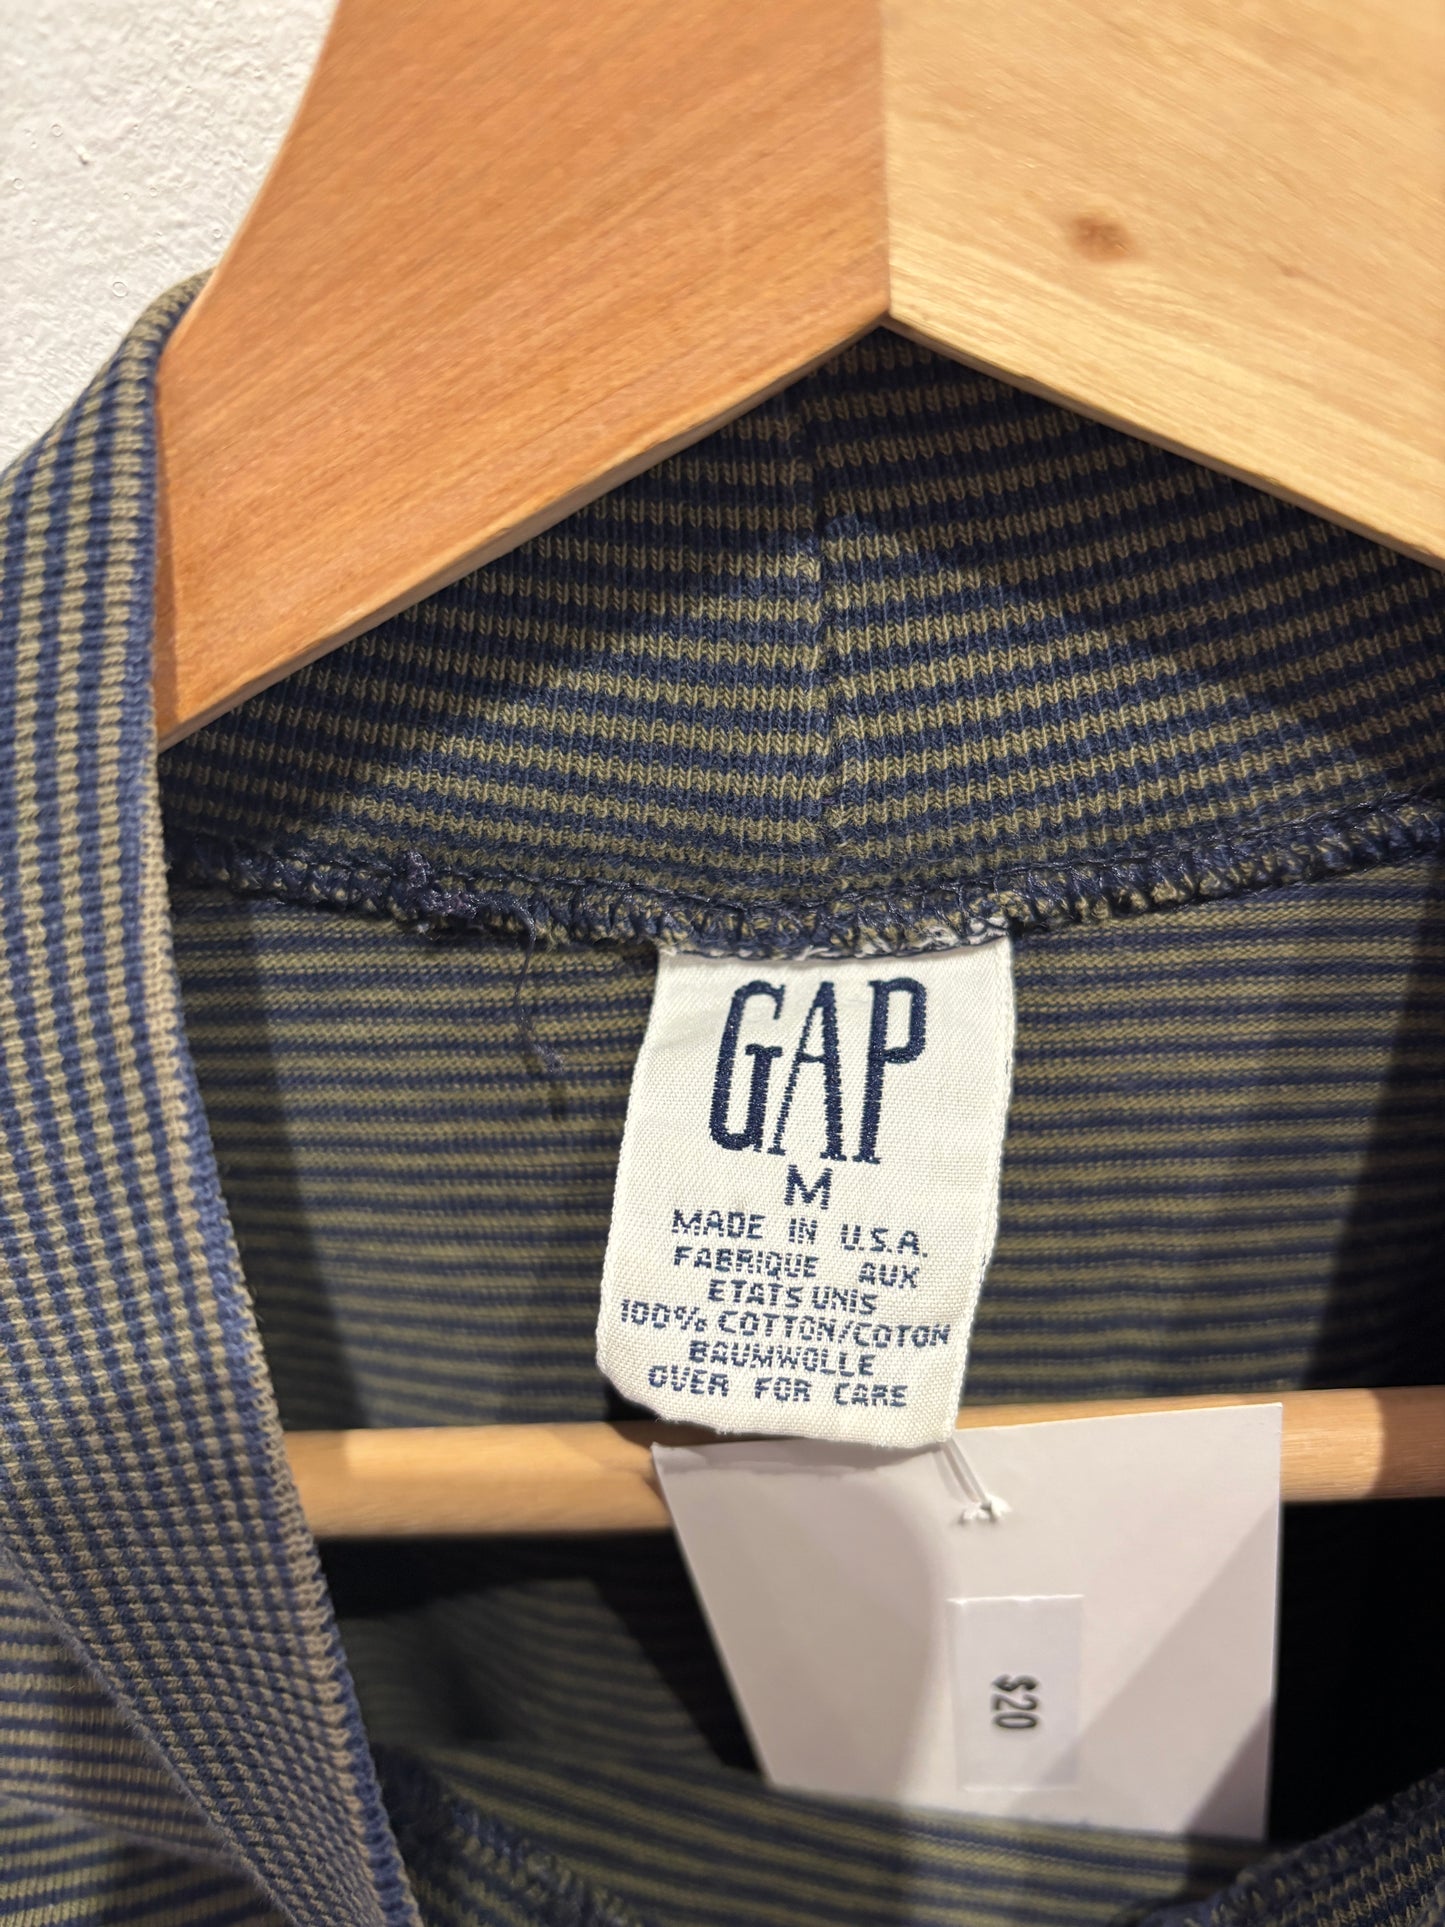 GAP
M
MADE IN U.S.A.
FABRIQUE AUX
ETATS UNIS
100% COTTON/COTON
BAUMWOLLE
OVER FOR CARE
$20